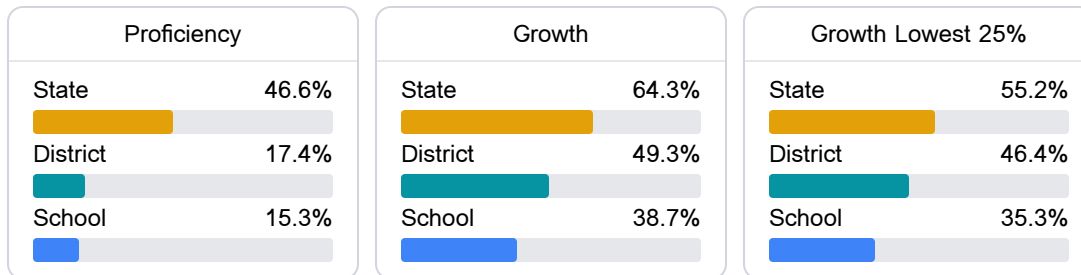 Proficiency
State 46.6%
District 17.4%
School 15.3%
Growth
State 64.3%
District 49.3%
School 38.7%
Growth Lowest 25%
State 55.2%
District 46.4%
School 35.3%